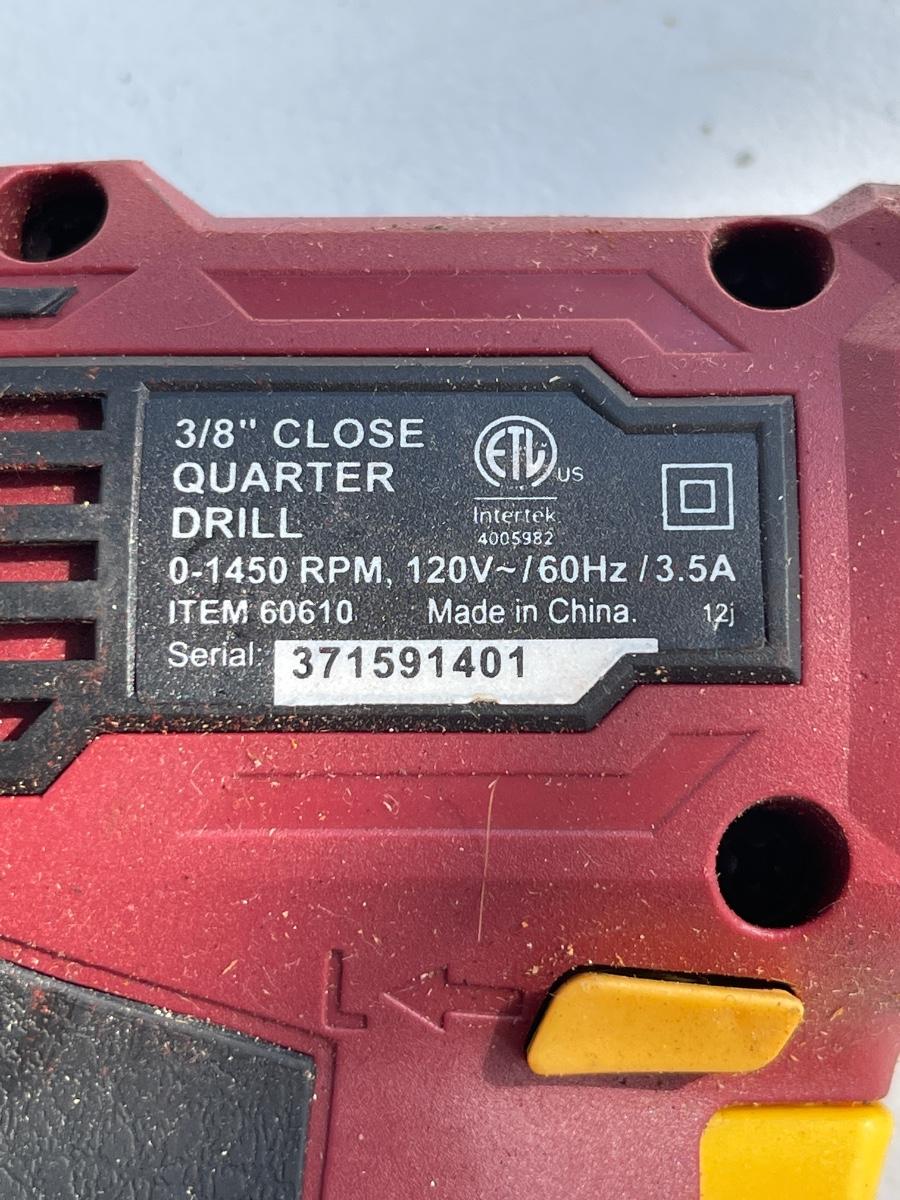 3/8" CLOSE
QUARTER
DRILL
ETL US
Intertek
4005982
0-1450 RPM, 120V~/60Hz/3.5A
ITEM 60610 Made in China. 12j
Serial: 371591401
L